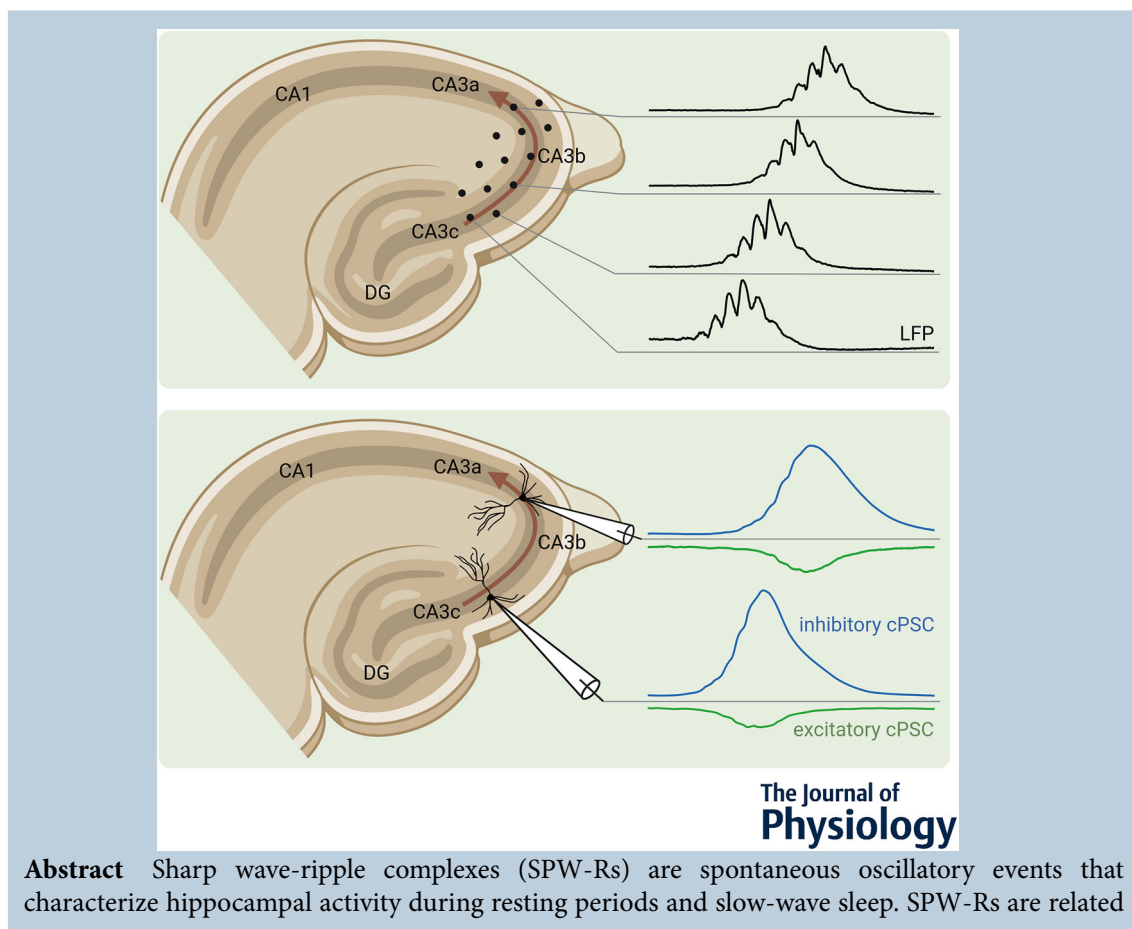 CA1
CA3a
CA3b
CA3c
DG
LFP
CA1
CA3a
CA3b
CA3c
DG
inhibitory cPSC
excitatory cPSC
The Journal of
Physiology
Abstract Sharp wave-ripple complexes (SPW-Rs) are spontaneous oscillatory events that
characterize hippocampal activity during resting periods and slow-wave sleep. SPW-Rs are related